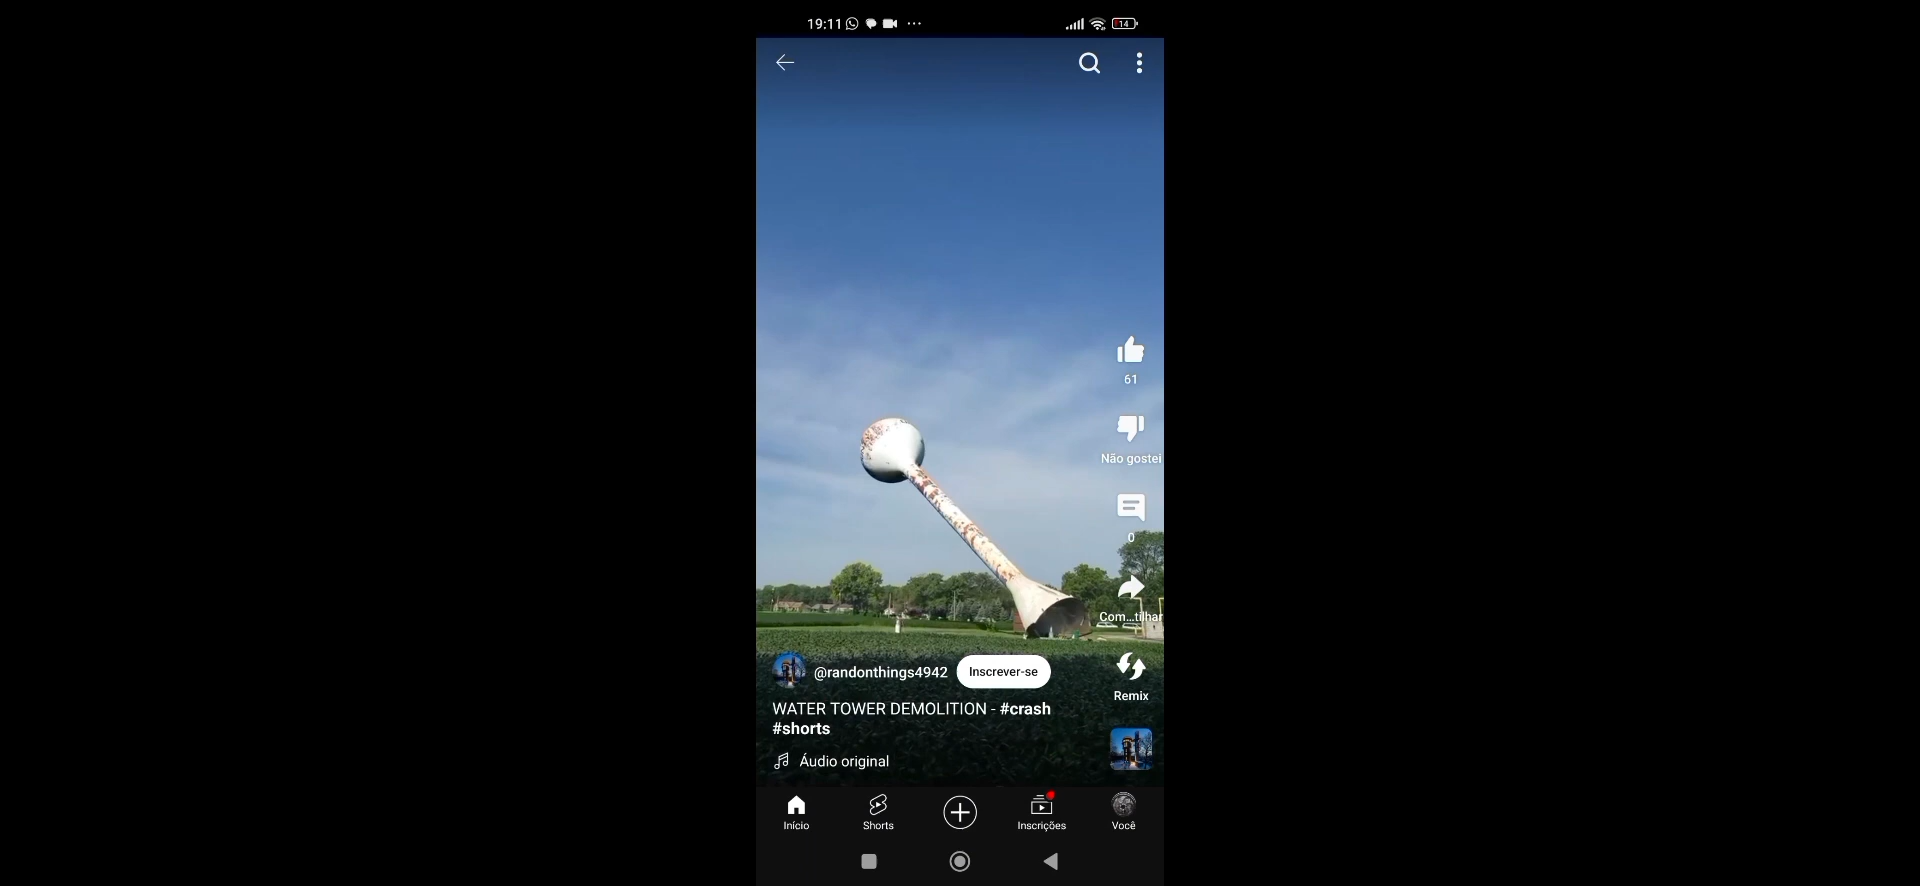 19:11
14
61
Não gostei
0
Com...tilhar
@randonthings4942
Inscrever-se
Remix
WATER TOWER DEMOLITION - #crash
#shorts
Áudio original
Início
Shorts
Inscrições
Você